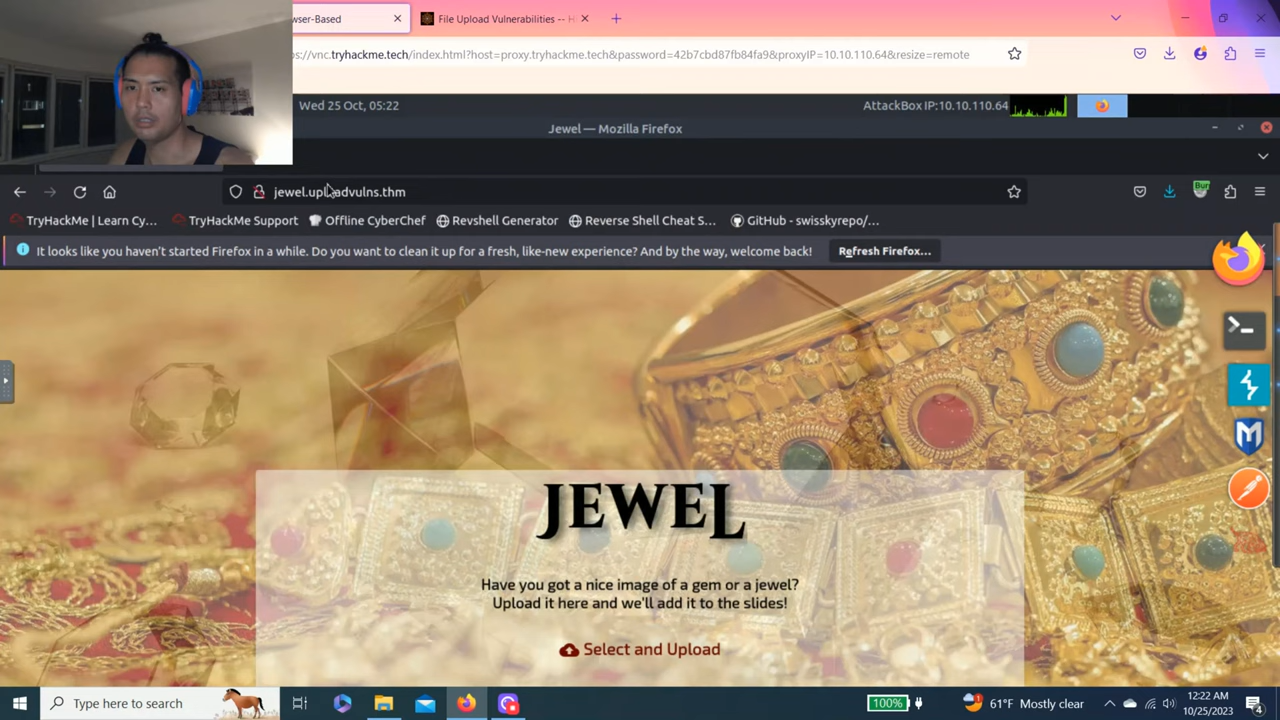 wser-Based
File Upload Vulnerabilities -- H
s://vnc.tryhackme.tech/index.html?host=proxy.tryhackme.tech&password=42b7cbd87fb84fa9&proxyIP=10.10.110.64&resize=remote
Wed 25 Oct, 05:22
AttackBox IP:10.10.110.64
Jewel — Mozilla Firefox
jewel.uploadvulns.thm
TryHackMe | Learn Cy…
TryHackMe Support
Offline CyberChef
Revshell Generator
Reverse Shell Cheat S…
GitHub - swisskyrepo/…
It looks like you haven't started Firefox in a while. Do you want to clean it up for a fresh, like-new experience? And by the way, welcome back!
Refresh Firefox…
JEWEL
Have you got a nice image of a gem or a jewel?
Upload it here and we'll add it to the slides!
Select and Upload
Type here to search
100%
61°F Mostly clear
12:22 AM
10/25/2023
4